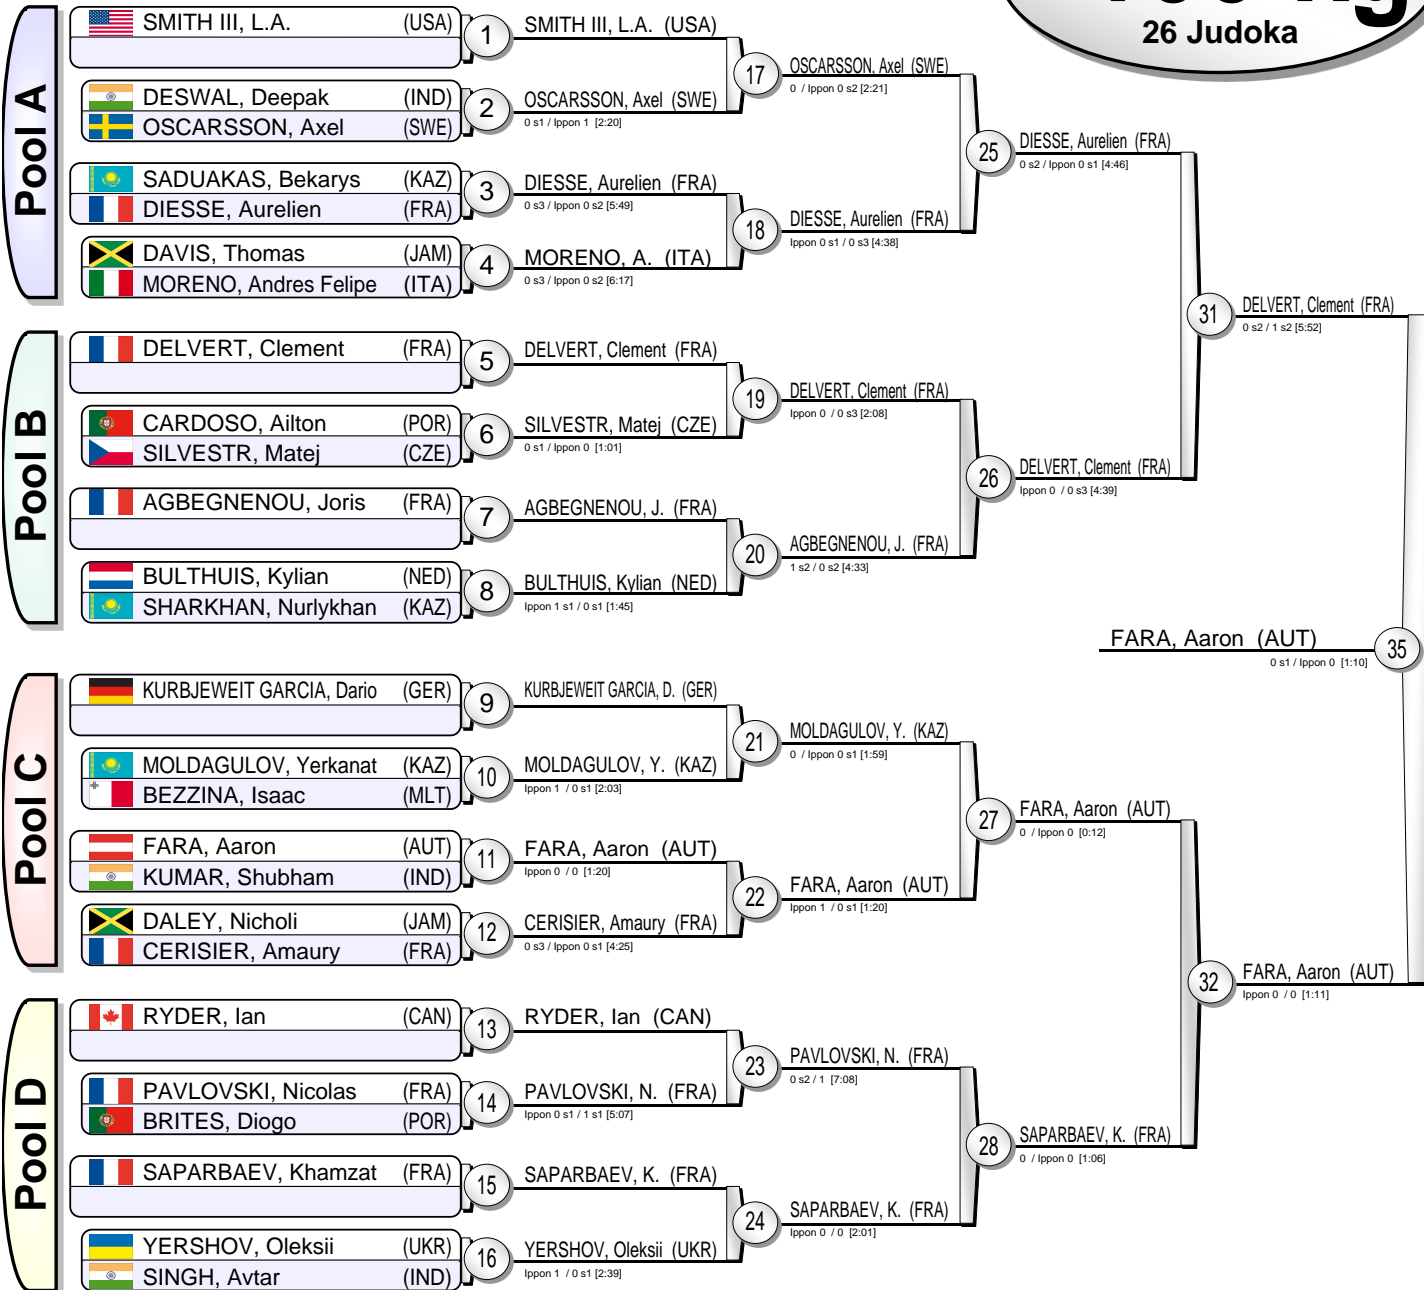 26 Judoka
Pool A
SMITH III, L.A. (USA)
1
SMITH III, L.A. (USA)
DESWAL, Deepak (IND)
OSCARSSON, Axel (SWE)
2
OSCARSSON, Axel (SWE)
0 s1 / Ippon 1 [2:20]
17
OSCARSSON, Axel (SWE)
0 / Ippon 0 s2 [2:21]
SADUAKAS, Bekarys (KAZ)
DIESSE, Aurelien (FRA)
3
DIESSE, Aurelien (FRA)
0 s3 / Ippon 0 s2 [5:49]
DAVIS, Thomas (JAM)
MORENO, Andres Felipe (ITA)
4
MORENO, A. (ITA)
0 s3 / Ippon 0 s2 [6:17]
18
DIESSE, Aurelien (FRA)
Ippon 0 s1 / 0 s3 [4:38]
25
DIESSE, Aurelien (FRA)
0 s2 / Ippon 0 s1 [4:46]
Pool B
DELVERT, Clement (FRA)
5
DELVERT, Clement (FRA)
CARDOSO, Ailton (POR)
SILVESTR, Matej (CZE)
6
SILVESTR, Matej (CZE)
0 s1 / Ippon 0 [1:01]
19
DELVERT, Clement (FRA)
Ippon 0 / 0 s3 [2:08]
AGBEGNENOU, Joris (FRA)
7
AGBEGNENOU, J. (FRA)
BULTHUIS, Kylian (NED)
SHARKHAN, Nurlykhan (KAZ)
8
BULTHUIS, Kylian (NED)
Ippon 1 s1 / 0 s1 [1:45]
20
AGBEGNENOU, J. (FRA)
1 s2 / 0 s2 [4:33]
26
DELVERT, Clement (FRA)
Ippon 0 / 0 s3 [4:39]
31
DELVERT, Clement (FRA)
0 s2 / 1 s2 [5:52]
FARA, Aaron (AUT)
0 s1 / Ippon 0 [1:10]
35
Pool C
KURBJEWEIT GARCIA, Dario (GER)
9
KURBJEWEIT GARCIA, D. (GER)
MOLDAGULOV, Yerkanat (KAZ)
BEZZINA, Isaac (MLT)
10
MOLDAGULOV, Y. (KAZ)
Ippon 1 / 0 s1 [2:03]
21
MOLDAGULOV, Y. (KAZ)
0 / Ippon 0 s1 [1:59]
FARA, Aaron (AUT)
KUMAR, Shubham (IND)
11
FARA, Aaron (AUT)
Ippon 0 / 0 [1:20]
DALEY, Nicholi (JAM)
CERISIER, Amaury (FRA)
12
CERISIER, Amaury (FRA)
0 s3 / Ippon 0 s1 [4:25]
22
FARA, Aaron (AUT)
Ippon 1 / 0 s1 [1:20]
27
FARA, Aaron (AUT)
0 / Ippon 0 [0:12]
Pool D
RYDER, Ian (CAN)
13
RYDER, Ian (CAN)
PAVLOVSKI, Nicolas (FRA)
BRITES, Diogo (POR)
14
PAVLOVSKI, N. (FRA)
Ippon 0 s1 / 1 s1 [5:07]
23
PAVLOVSKI, N. (FRA)
0 s2 / 1 [7:08]
SAPARBAEV, Khamzat (FRA)
15
SAPARBAEV, K. (FRA)
YERSHOV, Oleksii (UKR)
SINGH, Avtar (IND)
16
YERSHOV, Oleksii (UKR)
Ippon 1 / 0 s1 [2:39]
24
SAPARBAEV, K. (FRA)
Ippon 0 / 0 [2:01]
28
SAPARBAEV, K. (FRA)
0 / Ippon 0 [1:06]
32
FARA, Aaron (AUT)
Ippon 0 / 0 [1:11]